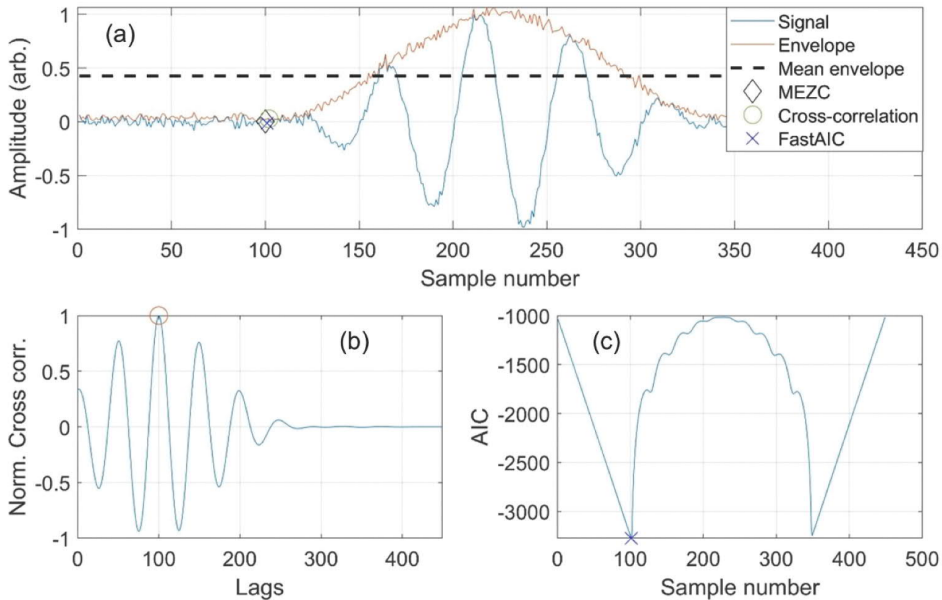 (a)
Amplitude (arb.)
1
0.5
0
-0.5
-1
0 50 100 150 200 250 300 350 400 450
Sample number
Signal
Envelope
Mean envelope
MEZC
Cross-correlation
FastAIC
(b)
Norm. Cross corr.
1
0.5
0
-0.5
-1
0 100 200 300 400
Lags
(c)
AIC
-1000
-1500
-2000
-2500
-3000
0 100 200 300 400 500
Sample number